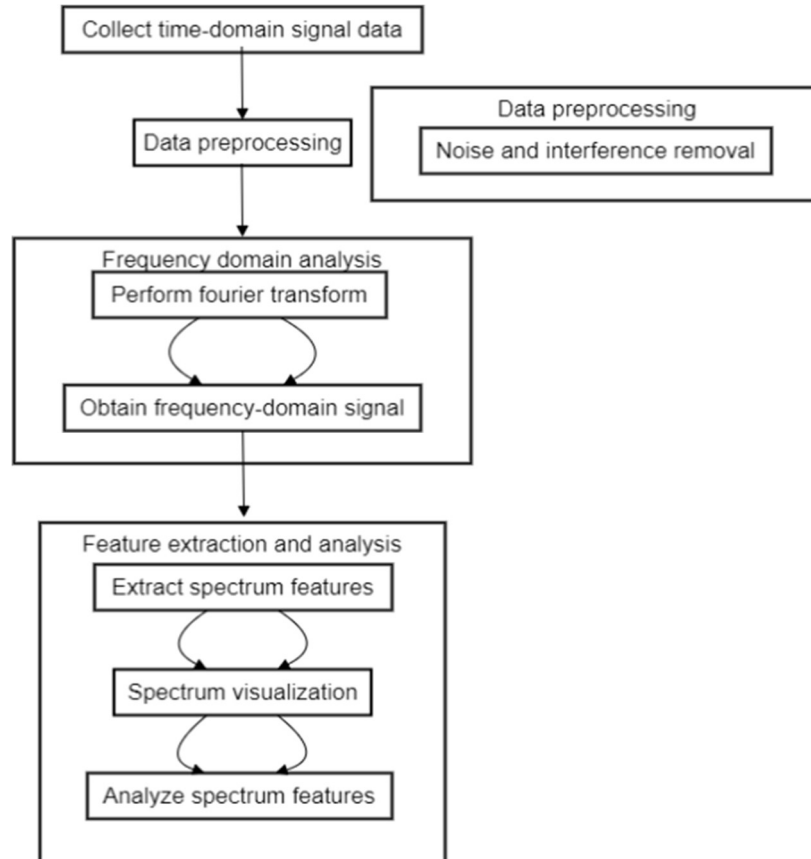 Collect time-domain signal data
Data preprocessing
Data preprocessing
Noise and interference removal
Frequency domain analysis
Perform fourier transform
Obtain frequency-domain signal
Feature extraction and analysis
Extract spectrum features
Spectrum visualization
Analyze spectrum features